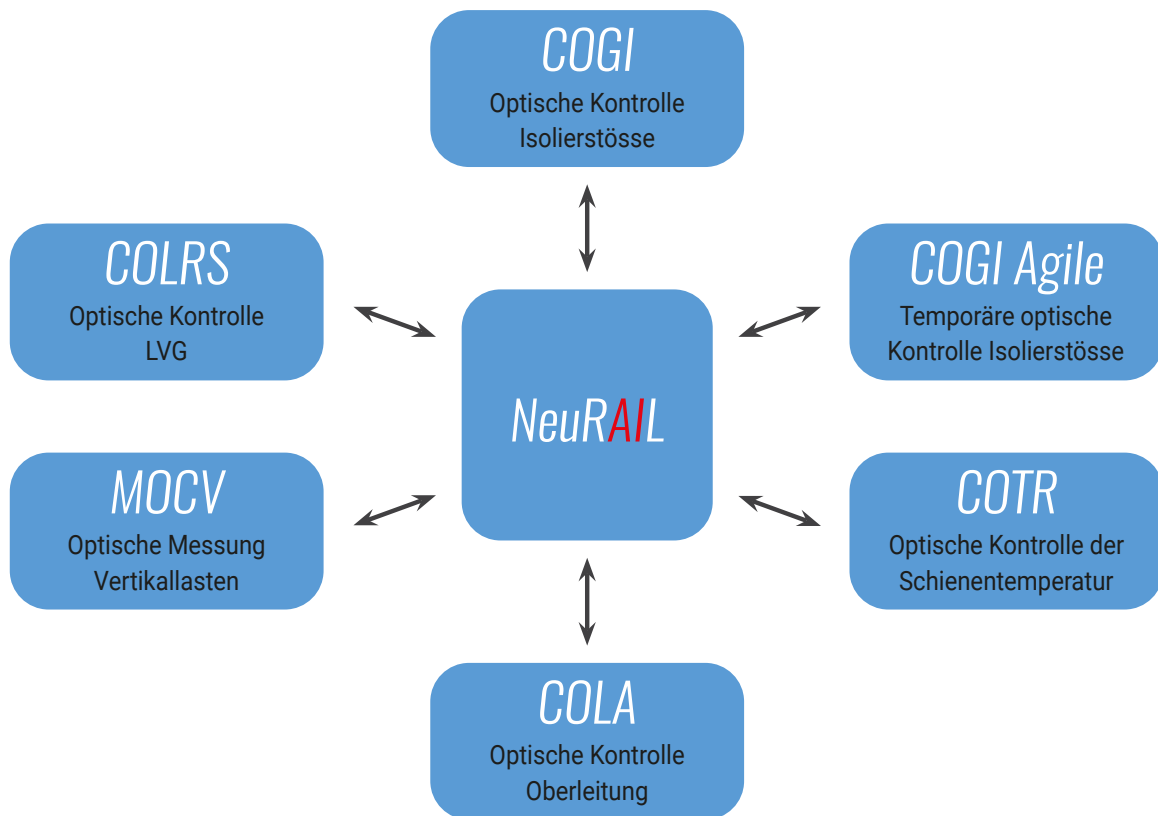 COGI
Optische Kontrolle
Isolierstösse
COLRS
Optische Kontrolle
LVG
COGI Agile
Temporäre optische
Kontrolle Isolierstösse
NeuRAIL
MOCV
Optische Messung
Vertikallasten
COTR
Optische Kontrolle der
Schienentemperatur
COLA
Optische Kontrolle
Oberleitung